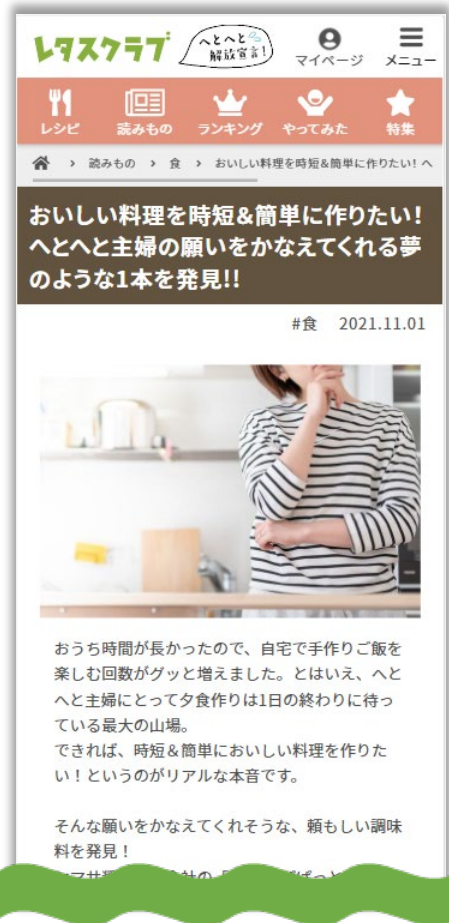 レタスクラブ
へとへと
解放宣言!
マイページ
メニュー
レシピ
読みもの
ランキング
やってみた
特集
> 読みもの > 食 > おいしい料理を時短&簡単に作りたい! へ
おいしい料理を時短&簡単に作りたい!
へとへと主婦の願いをかなえてくれる夢
のような1本を発見!!
#食 2021.11.01
おうち時間が長かったので、自宅で手作りご飯を
楽しむ回数がグッと増えました。とはいえ、へと
へと主婦にとって夕食作りは1日の終わりに待っ
ている最大の山場。
できれば、時短&簡単においしい料理を作りた
い!というのがリアルな本音です。
そんな願いをかなえてくれそうな、頼もしい調味
料を発見!